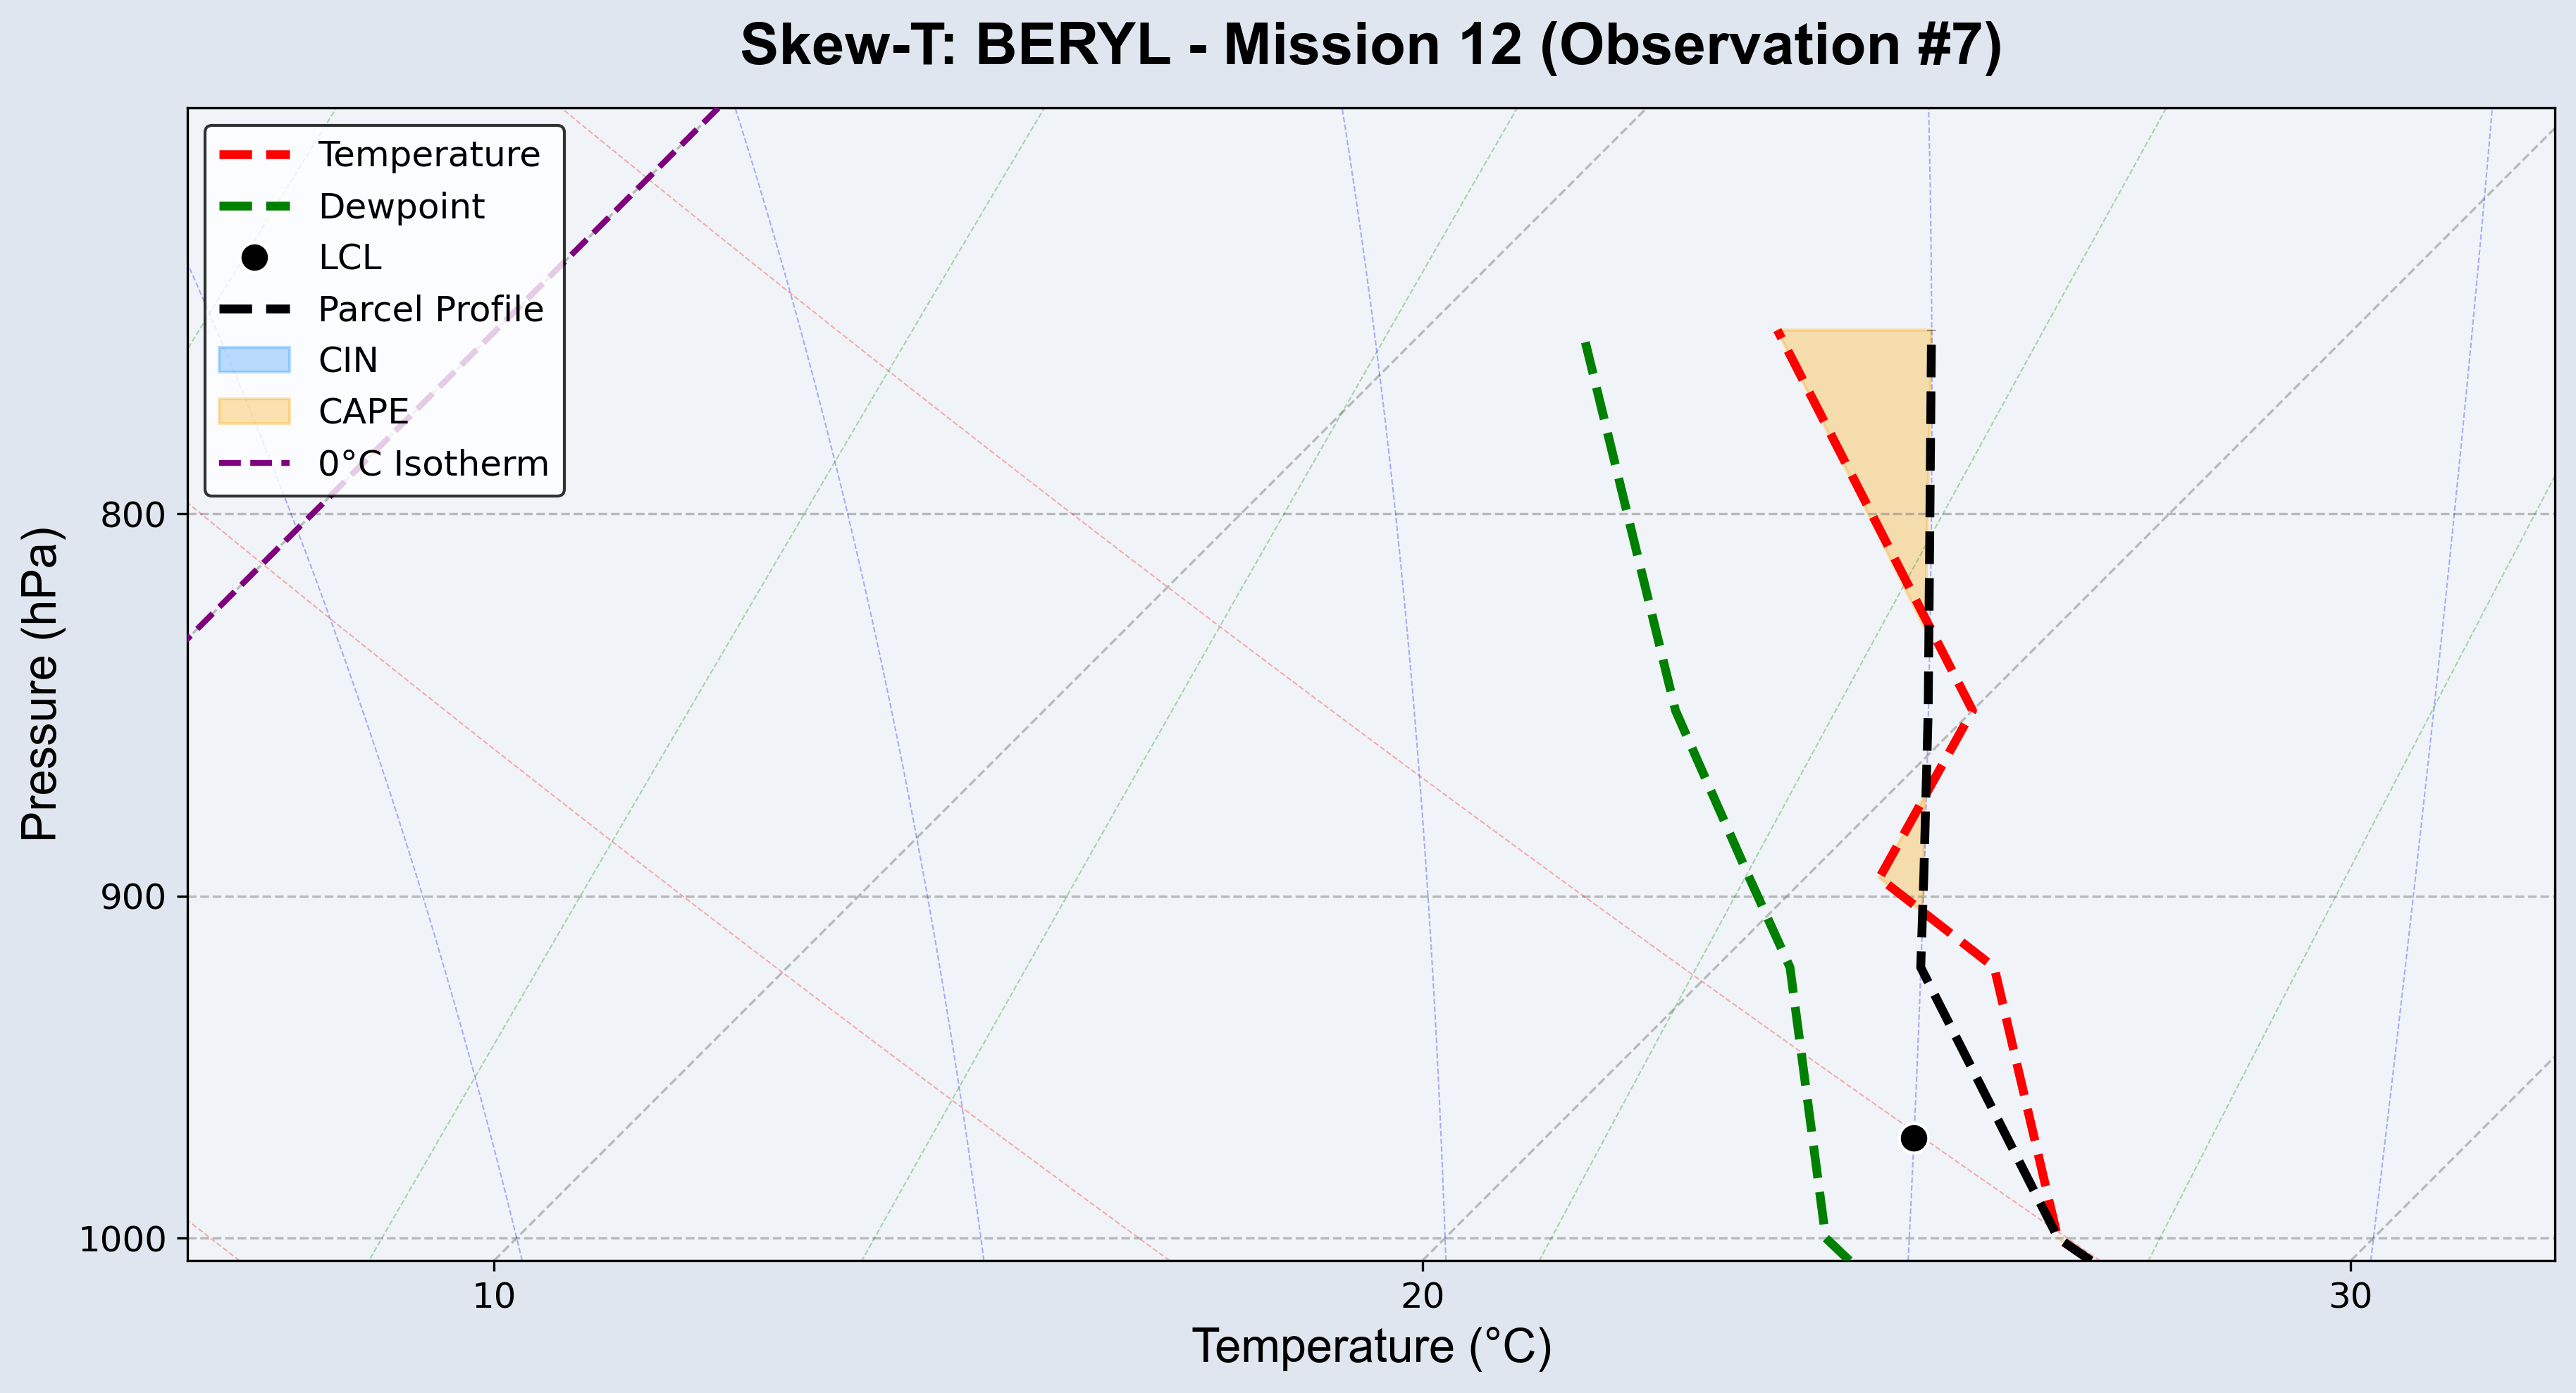 Skew-T: BERYL - Mission 12 (Observation #7)
Temperature
Dewpoint
LCL
Parcel Profile
CIN
CAPE
0°C Isotherm
Pressure (hPa)
800
900
1000
10
20
30
Temperature (°C)